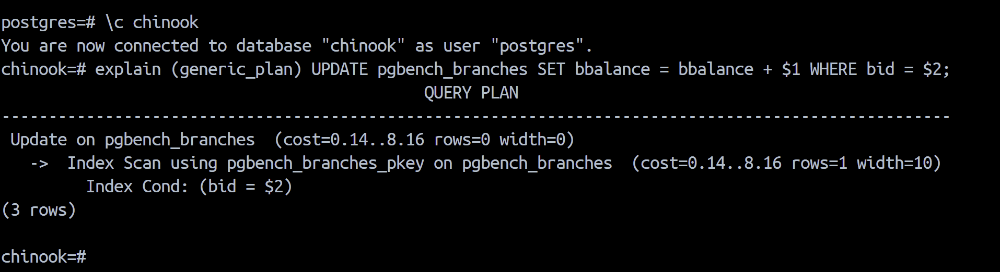 postgres=# \c chinook
You are now connected to database "chinook" as user "postgres".
chinook=# explain (generic_plan) UPDATE pgbench_branches SET bbalance = bbalance + $1 WHERE bid = $2;
                                             QUERY PLAN
-----------------------------------------------------------------------------------------------------
 Update on pgbench_branches  (cost=0.14..8.16 rows=0 width=0)
   ->  Index Scan using pgbench_branches_pkey on pgbench_branches  (cost=0.14..8.16 rows=1 width=10)
         Index Cond: (bid = $2)
(3 rows)

chinook=#